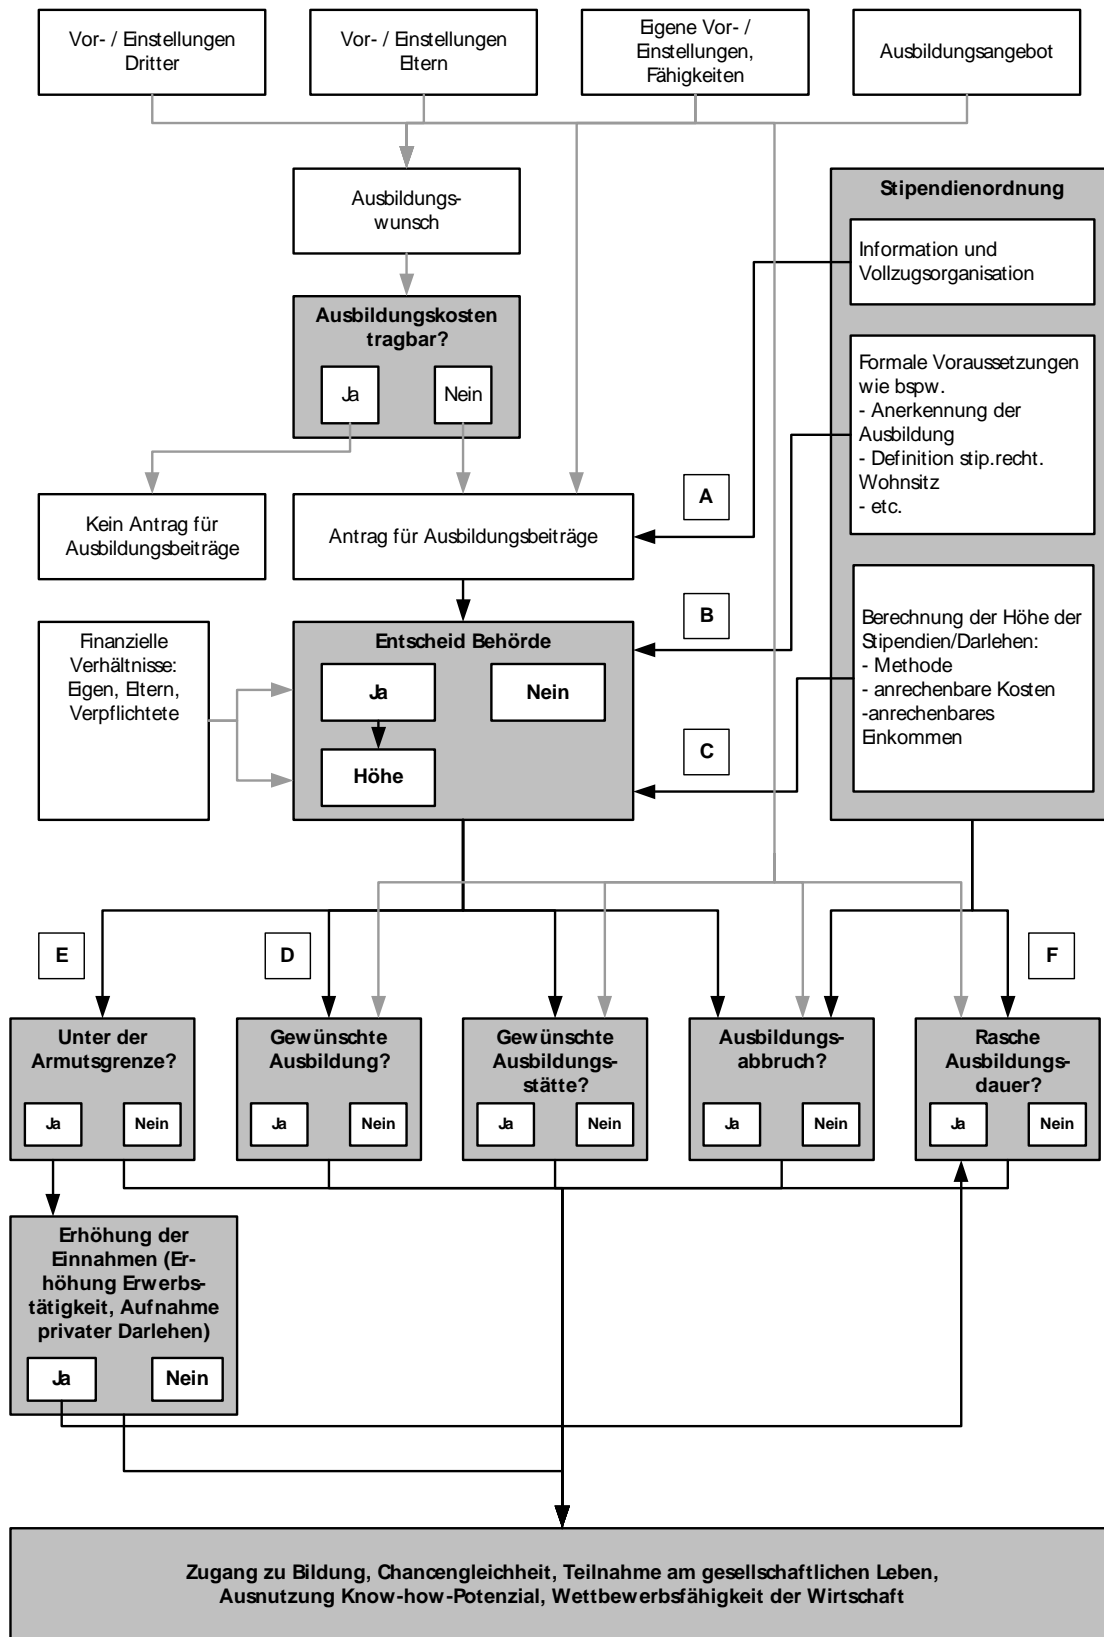 Vor- / Einstellungen
Dritter
Vor- / Einstellungen
Eltern
Eigene Vor- /
Einstellungen,
Fähigkeiten
Ausbildungsangebot
Ausbildungs-
wunsch
Stipendienordnung
Information und
Vollzugsorganisation
Ausbildungskosten
tragbar?
Ja
Nein
Formale Voraussetzungen
wie bspw.
- Anerkennung der
Ausbildung
- Definition stip.recht.
Wohnsitz
- etc.
A
Kein Antrag für
Ausbildungsbeiträge
Antrag für Ausbildungsbeiträge
B
Finanzielle
Verhältnisse:
Eigen, Eltern,
Verpflichtete
Entscheid Behörde
Ja
Nein
Höhe
Berechnung der Höhe der
Stipendien/Darlehen:
- Methode
- anrechenbare Kosten
-anrechenbares
Einkommen
C
E
D
F
Unter der
Armutsgrenze?
Ja
Nein
Gewünschte
Ausbildung?
Ja
Nein
Gewünschte
Ausbildungs-
stätte?
Ja
Nein
Ausbildungs-
abbruch?
Ja
Nein
Rasche
Ausbildungs-
dauer?
Ja
Nein
Erhöhung der
Einnahmen (Er-
höhung Erwerbs-
tätigkeit, Aufnahme
privater Darlehen)
Ja
Nein
Zugang zu Bildung, Chancengleichheit, Teilnahme am gesellschaftlichen Leben,
Ausnutzung Know-how-Potenzial, Wettbewerbsfähigkeit der Wirtschaft